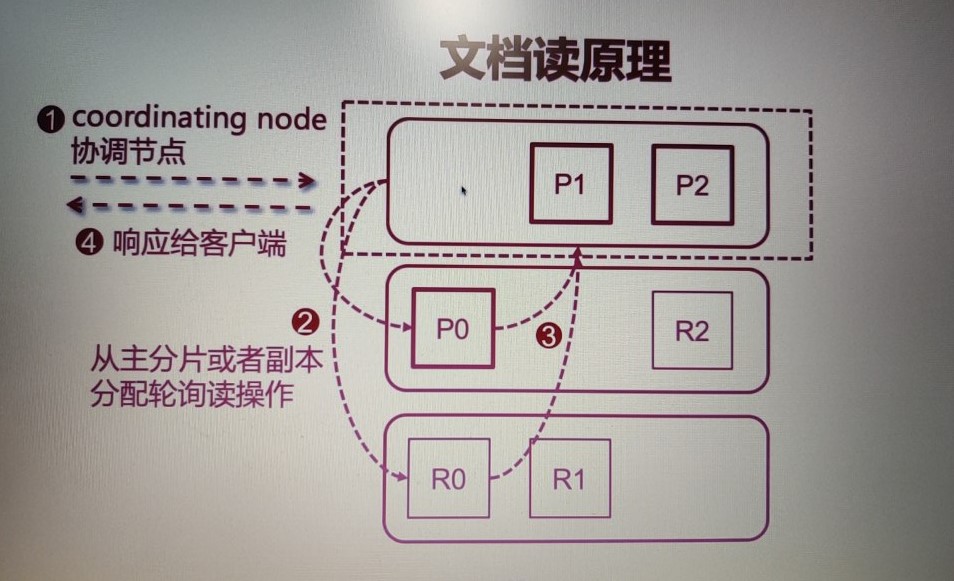 文档读原理
❶ coordinating node
协调节点
❹ 响应给客户端
P1
P2
❷
从主分片或者副本
分配轮询读操作
P0
❸
R2
R0
R1